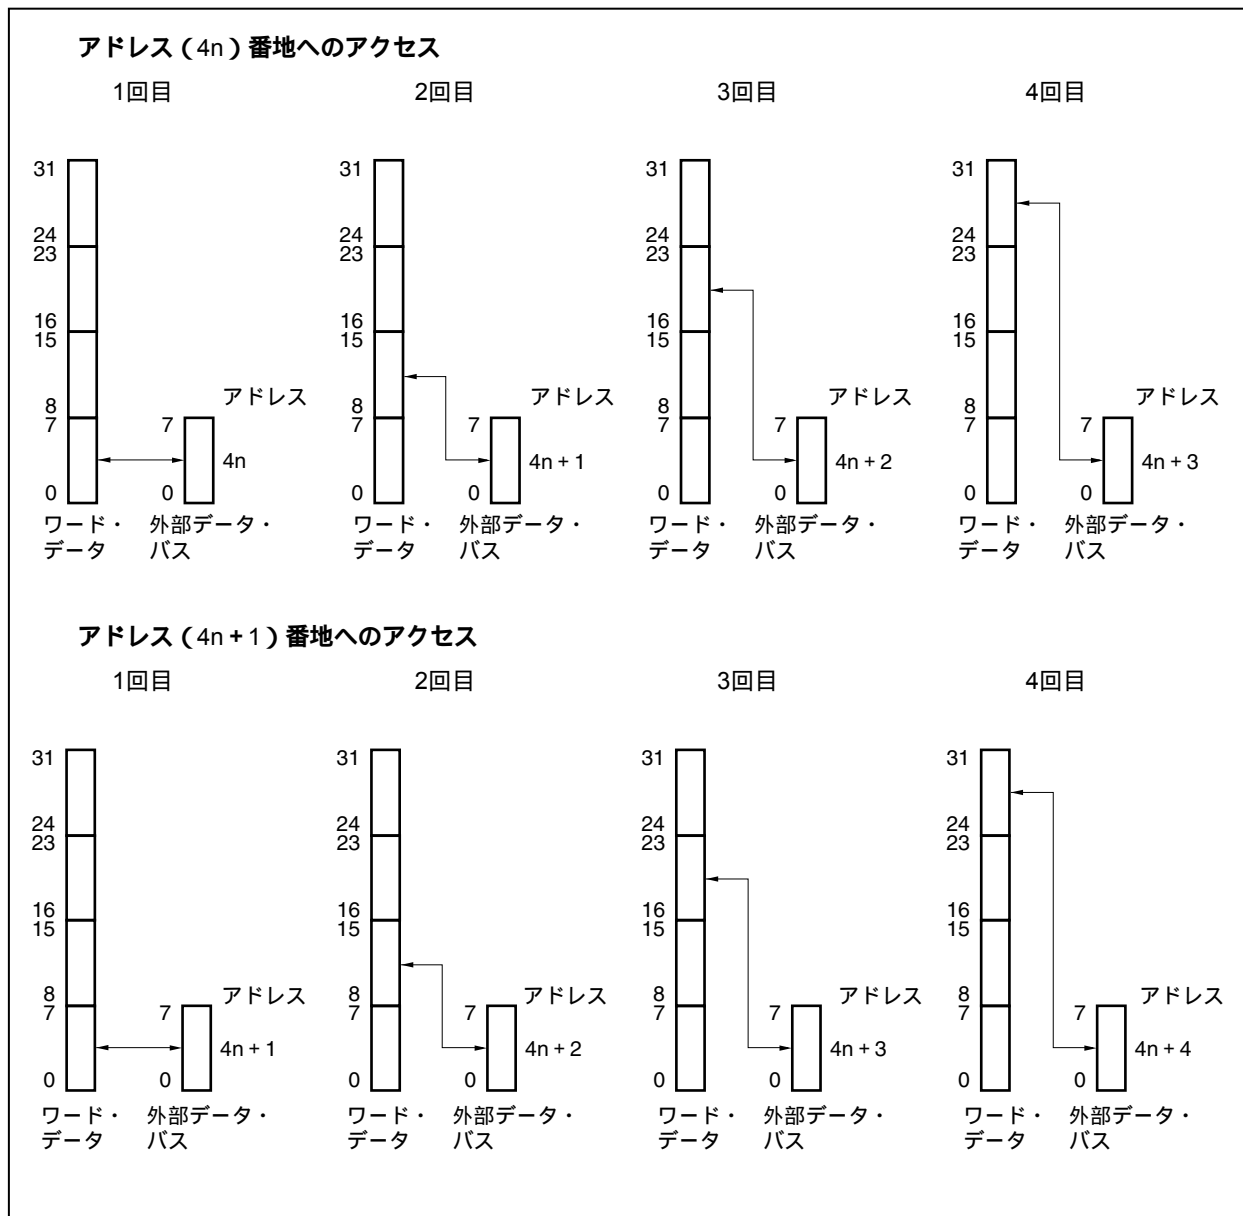 アドレス（4n）番地へのアクセス
1回目 2回目 3回目 4回目
31 31 31 31
24 24 24 24
23 23 23 23
16 16 16 16
15 15 15 15
アドレス アドレス アドレス アドレス
8 8 8 8
7 7 7 7 7 7 7 7
4n 4n + 1 4n + 2 4n + 3
0 0 0 0 0 0 0 0
ワード・ 外部データ・ ワード・ 外部データ・ ワード・ 外部データ・ ワード・ 外部データ・
データ バス データ バス データ バス データ バス
アドレス（4n + 1）番地へのアクセス
1回目 2回目 3回目 4回目
31 31 31 31
24 24 24 24
23 23 23 23
16 16 16 16
15 15 15 15
アドレス アドレス アドレス アドレス
8 8 8 8
7 7 7 7 7 7 7 7
4n + 1 4n + 2 4n + 3 4n + 4
0 0 0 0 0 0 0 0
ワード・ 外部データ・ ワード・ 外部データ・ ワード・ 外部データ・ ワード・ 外部データ・
データ バス データ バス データ バス データ バス